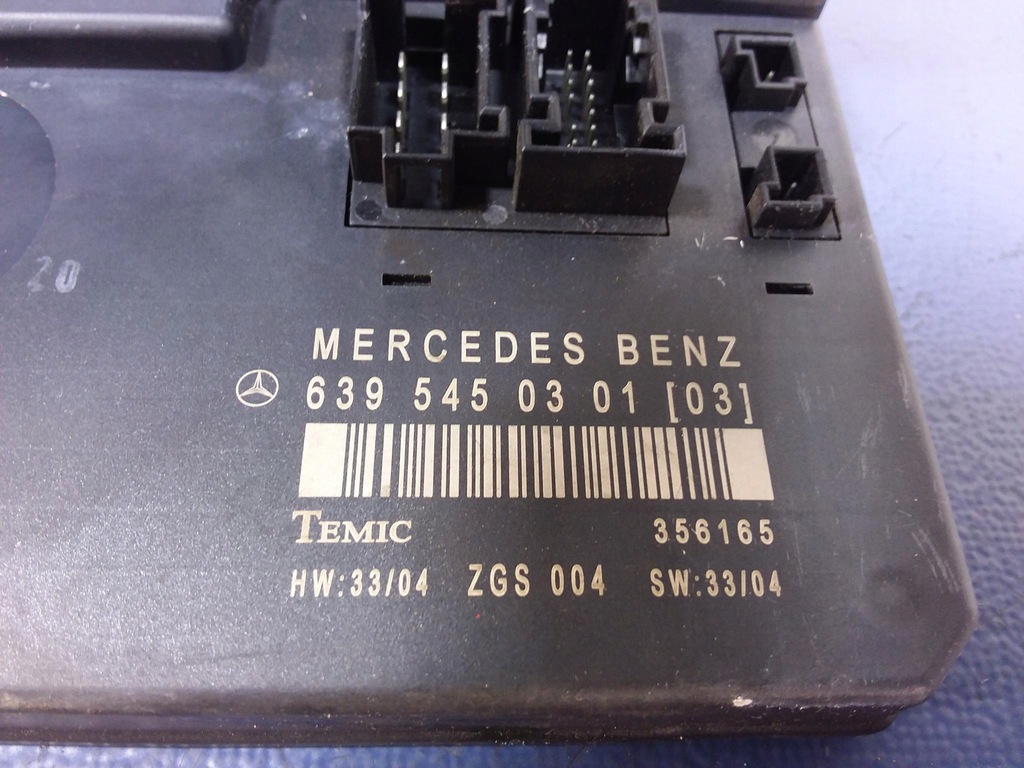 20
MERCEDES BENZ
639 545 03 01 [03]
TEMIC 356165
HW:33/04 ZGS 004 SW:33/04